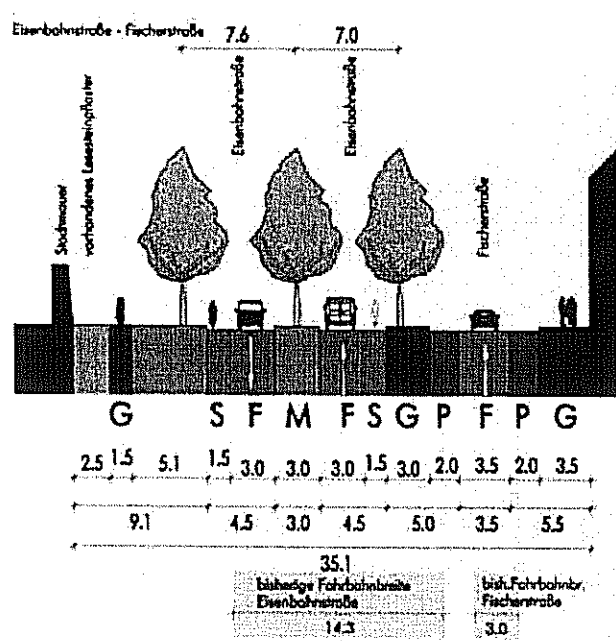 Eisenbahnstraße - Fischerstraße
7.6 7.0
Stadtmauer
vorhandenes Lesesteinpflaster
Eisenbahnstraße
Eisenbahnstraße
Fischerstraße
G S F M F S G P F P G
2.5 1.5 5.1 1.5 3.0 3.0 3.0 1.5 3.0 2.0 3.5 2.0 3.5
9.1 4.5 3.0 4.5 5.0 3.5 5.5
35.1
bisherige Fahrbahnbreite
Eisenbahnstraße
14.3
bish.Fahrbahnbr.
Fischerstraße
3.0